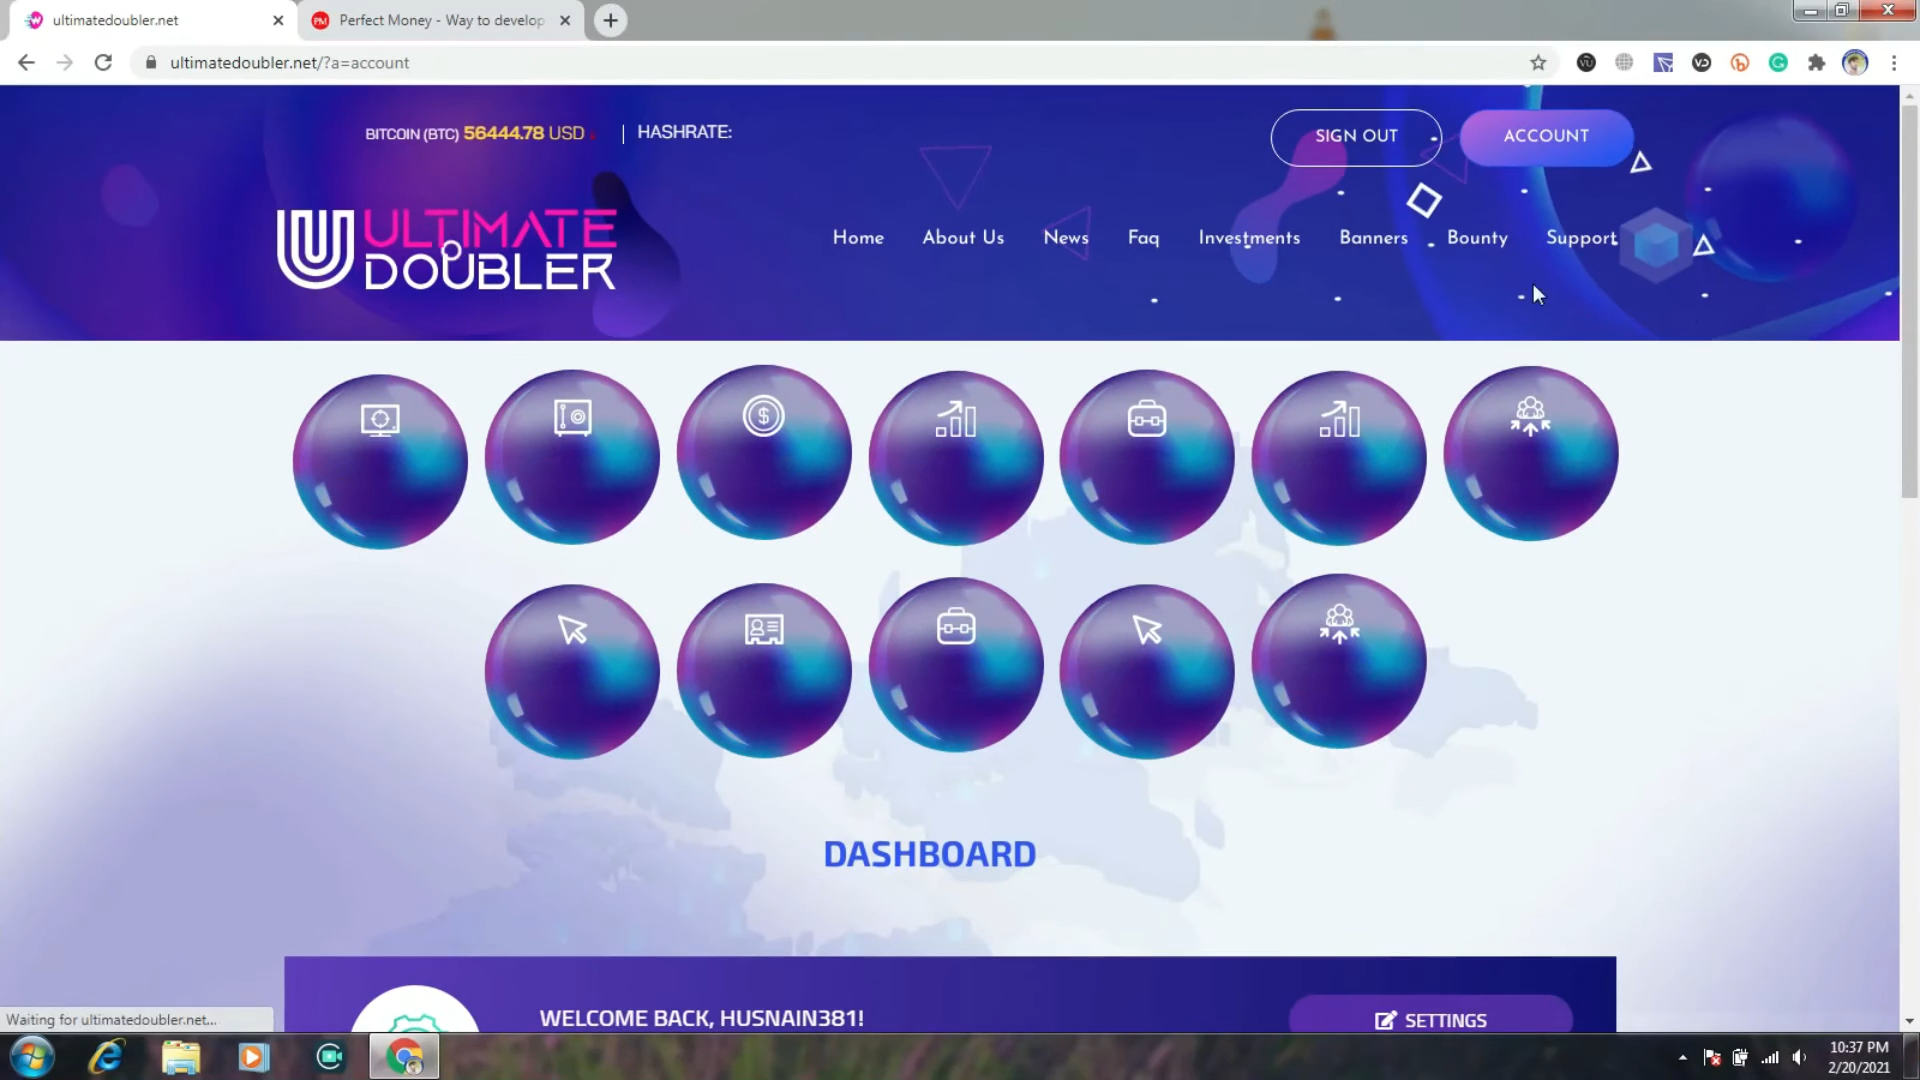 ultimatedoubler.net
Perfect Money - Way to develop
ultimatedoubler.net/?a=account
BITCOIN (BTC) 56444.78 USD
HASHRATE:
SIGN OUT
ACCOUNT
ULTIMATE
DOUBLER
Home
About Us
News
Faq
Investments
Banners
Bounty
Support
DASHBOARD
WELCOME BACK, HUSNAIN381!
SETTINGS
Waiting for ultimatedoubler.net...
10:37 PM
2/20/2021